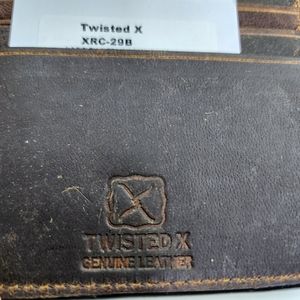 Twisted X
XRC-29B
X
TWISTED X
GENUINE LEATHER